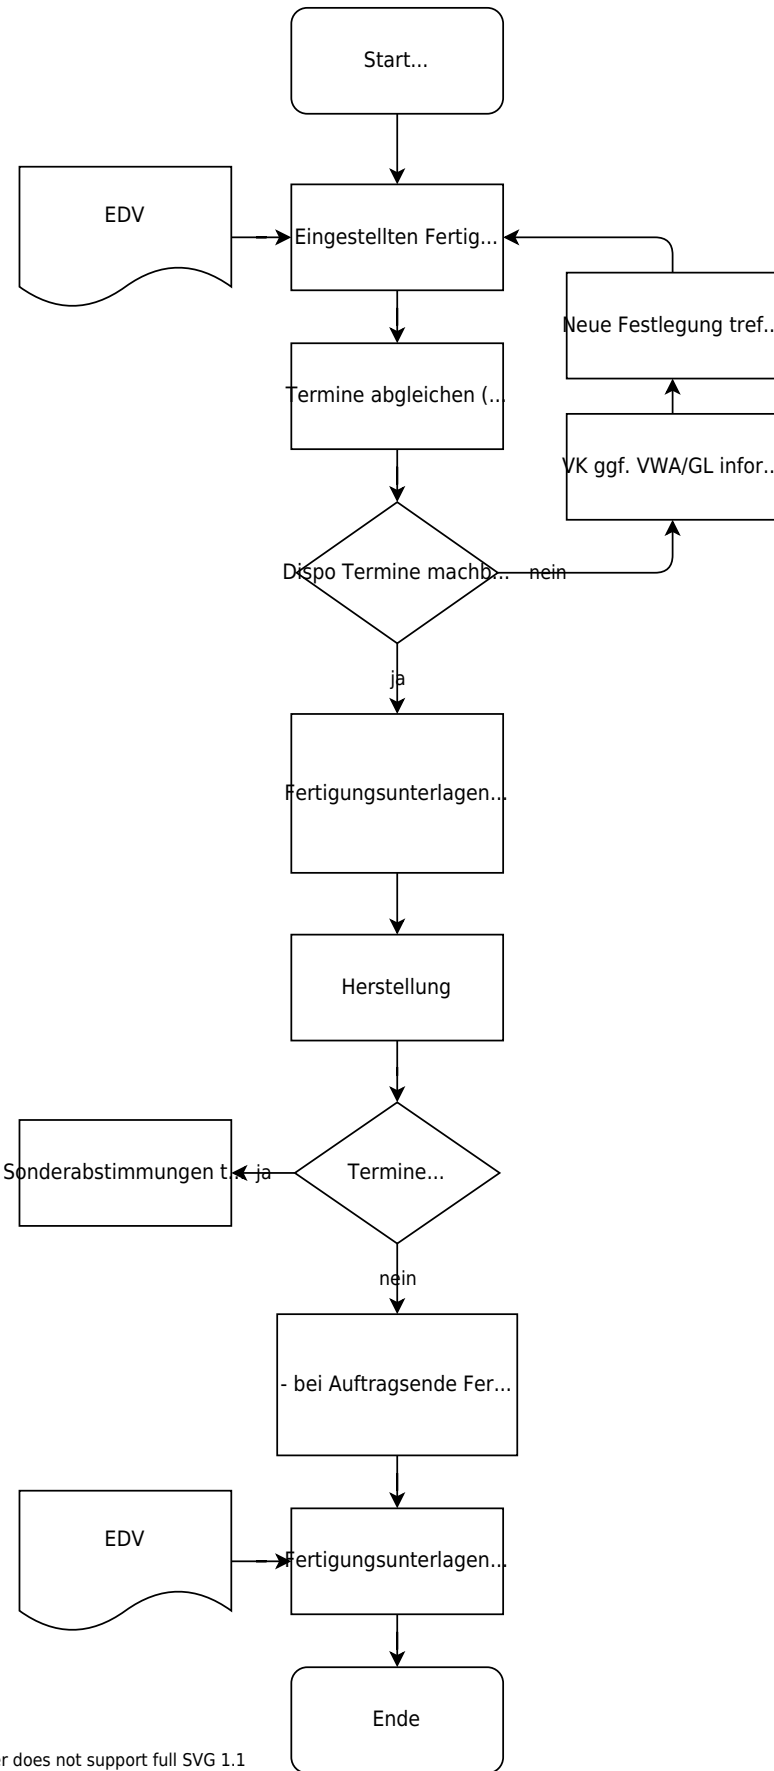 Start...
EDV
Eingestellten Fertig...
Neue Festlegung tref...
Termine abgleichen (...
VK ggf. VWA/GL infor...
Dispo Termine machb...
nein
ja
Fertigungsunterlagen...
Herstellung
Sonderabstimmungen t...
ja
Termine...
nein
- bei Auftragsende Fer...
EDV
Fertigungsunterlagen...
Ende
er does not support full SVG 1.1